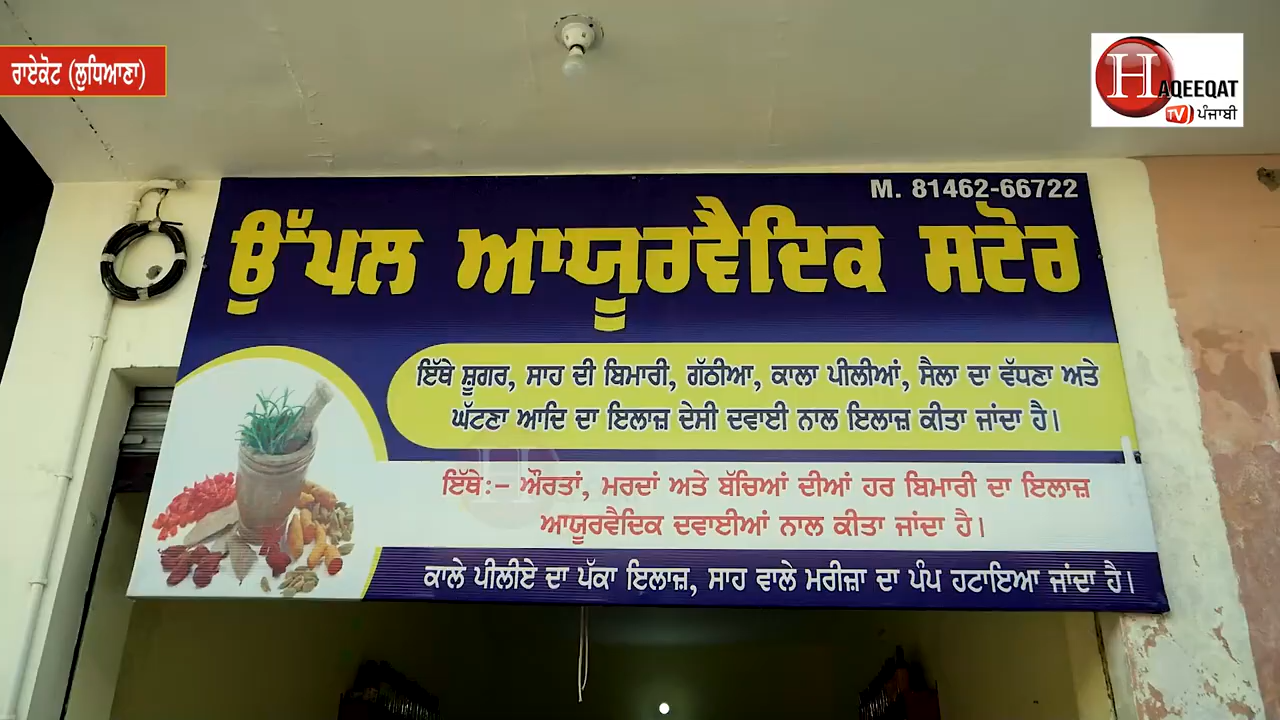 ਰਾਏਕੋਟ (ਲੁਧਿਆਣਾ)
HAQEEQAT
TV ਪੰਜਾਬੀ
M. 81462-66722
ਉੱਪਲ ਆਯੂਰਵੈਦਿਕ ਸਟੋਰ
ਇੱਥੇ ਸ਼ੂਗਰ, ਸਾਹ ਦੀ ਬਿਮਾਰੀ, ਗੱਠੀਆ, ਕਾਲਾ ਪੀਲੀਆਂ, ਸੈਲਾ ਦਾ ਵੱਧਣਾ ਅਤੇ
ਘੱਟਣਾ ਆਦਿ ਦਾ ਇਲਾਜ਼ ਦੇਸੀ ਦਵਾਈ ਨਾਲ ਇਲਾਜ਼ ਕੀਤਾ ਜਾਂਦਾ ਹੈ।
ਇੱਥੇ:– ਔਰਤਾਂ, ਮਰਦਾਂ ਅਤੇ ਬੱਚਿਆਂ ਦੀਆਂ ਹਰ ਬਿਮਾਰੀ ਦਾ ਇਲਾਜ਼
ਆਯੂਰਵੈਦਿਕ ਦਵਾਈਆਂ ਨਾਲ ਕੀਤਾ ਜਾਂਦਾ ਹੈ।
ਕਾਲੇ ਪੀਲੀਏ ਦਾ ਪੱਕਾ ਇਲਾਜ਼, ਸਾਹ ਵਾਲੇ ਮਰੀਜ਼ਾ ਦਾ ਪੰਪ ਹਟਾਇਆ ਜਾਂਦਾ ਹੈ।